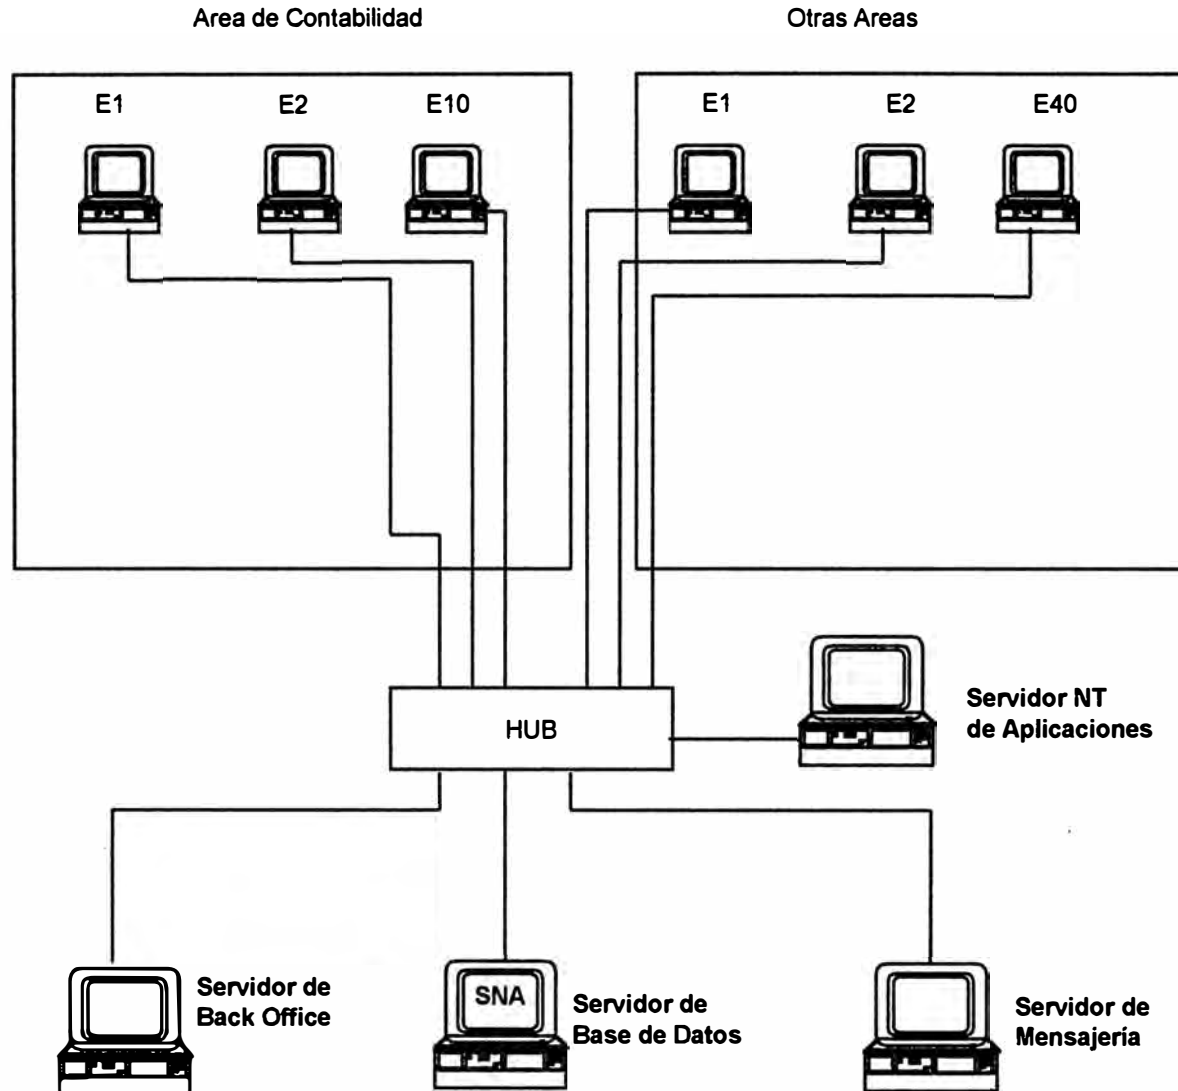 Area de Contabilidad
Otras Areas
E1
E2
E10
E1
E2
E40
HUB
Servidor NT
de Aplicaciones
Servidor de
Back Office
SNA
Servidor de
Base de Datos
Servidor de
Mensajería